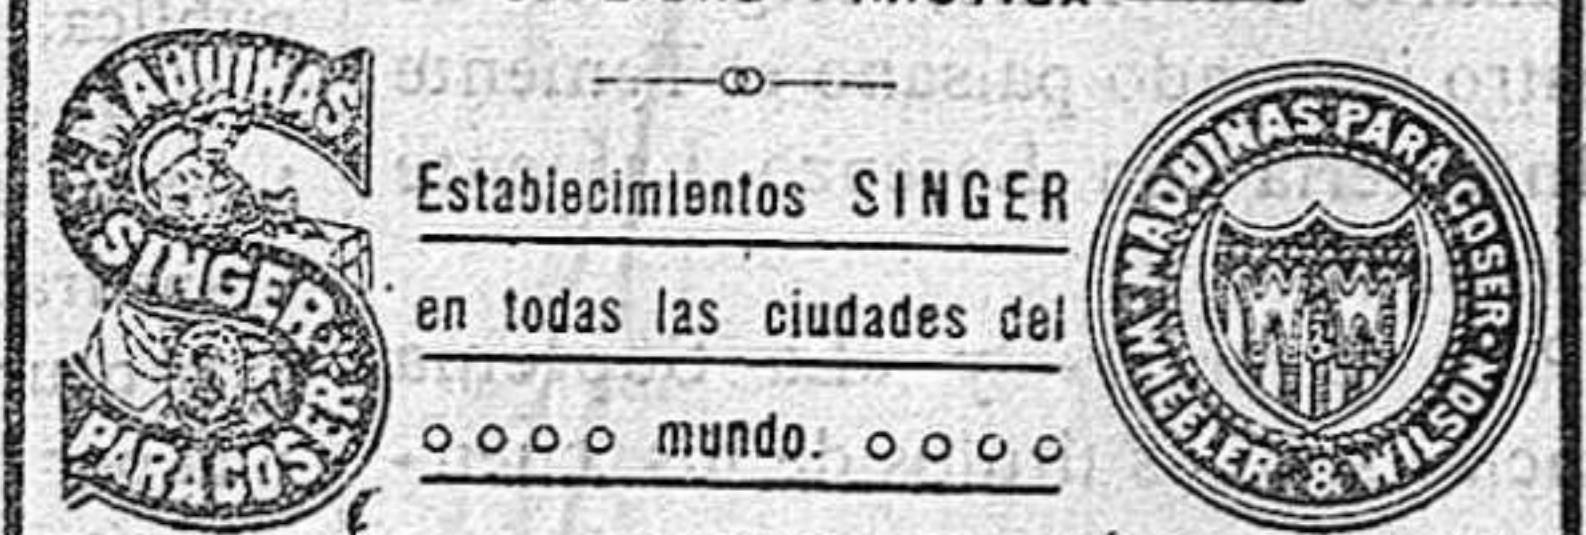 MAQUINAS
SINGER
PARA COSER
Establecimientos SINGER
en todas las ciudades del
mundo.
MAQUINAS PARA COSER
WHEELER & WILSON